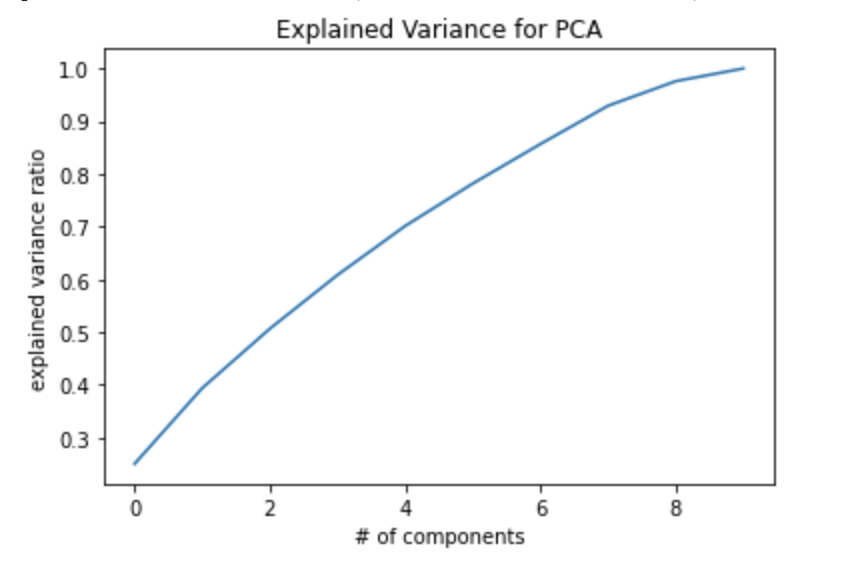 Explained Variance for PCA
1.0
0.9
0.8
0.7
0.6
0.5
0.4
0.3
explained variance ratio
0 2 4 6 8
# of components